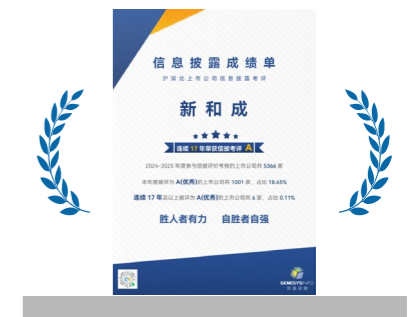 信息披露成绩单
沪深北上市公司信息披露考评
新和成
连续 17 年荣获信披考评 A
2024-2025 年度参与信披评价考核的上市公司共 5366 家
本年度被评为 A(优秀)的上市公司共 1001 家，占比 18.65%
连续 17 年及以上被评为 A(优秀)的上市公司共 6 家，占比 0.11%
胜人者有力 自胜者自强